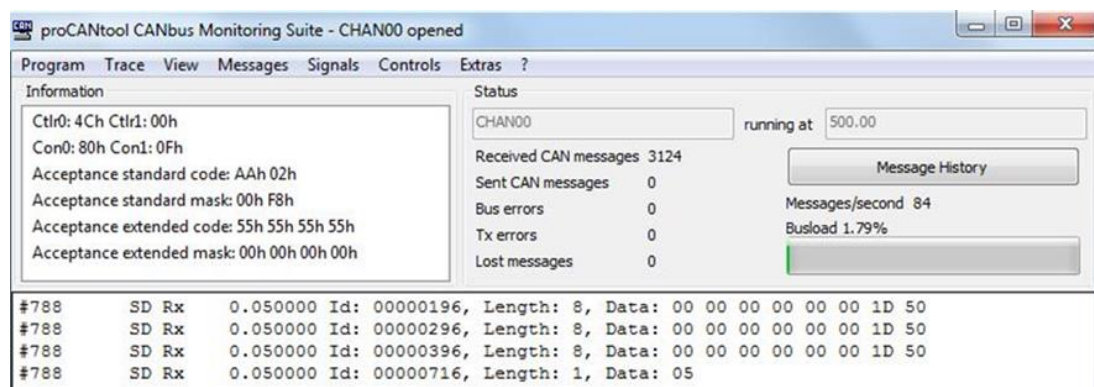 CAN proCANtool CANbus Monitoring Suite - CHAN00 opened
Program Trace View Messages Signals Controls Extras ?
Information
Ctlr0: 4Ch Ctlr1: 00h
Con0: 80h Con1: 0Fh
Acceptance standard code: AAh 02h
Acceptance standard mask: 00h F8h
Acceptance extended code: 55h 55h 55h 55h
Acceptance extended mask: 00h 00h 00h 00h
Status
CHAN00 running at 500.00
Received CAN messages 3124
Sent CAN messages 0
Bus errors 0
Tx errors 0
Lost messages 0
Message History
Messages/second 84
Busload 1.79%
#788 SD Rx 0.050000 Id: 00000196, Length: 8, Data: 00 00 00 00 00 00 1D 50
#788 SD Rx 0.050000 Id: 00000296, Length: 8, Data: 00 00 00 00 00 00 1D 50
#788 SD Rx 0.050000 Id: 00000396, Length: 8, Data: 00 00 00 00 00 00 1D 50
#788 SD Rx 0.050000 Id: 00000716, Length: 1, Data: 05